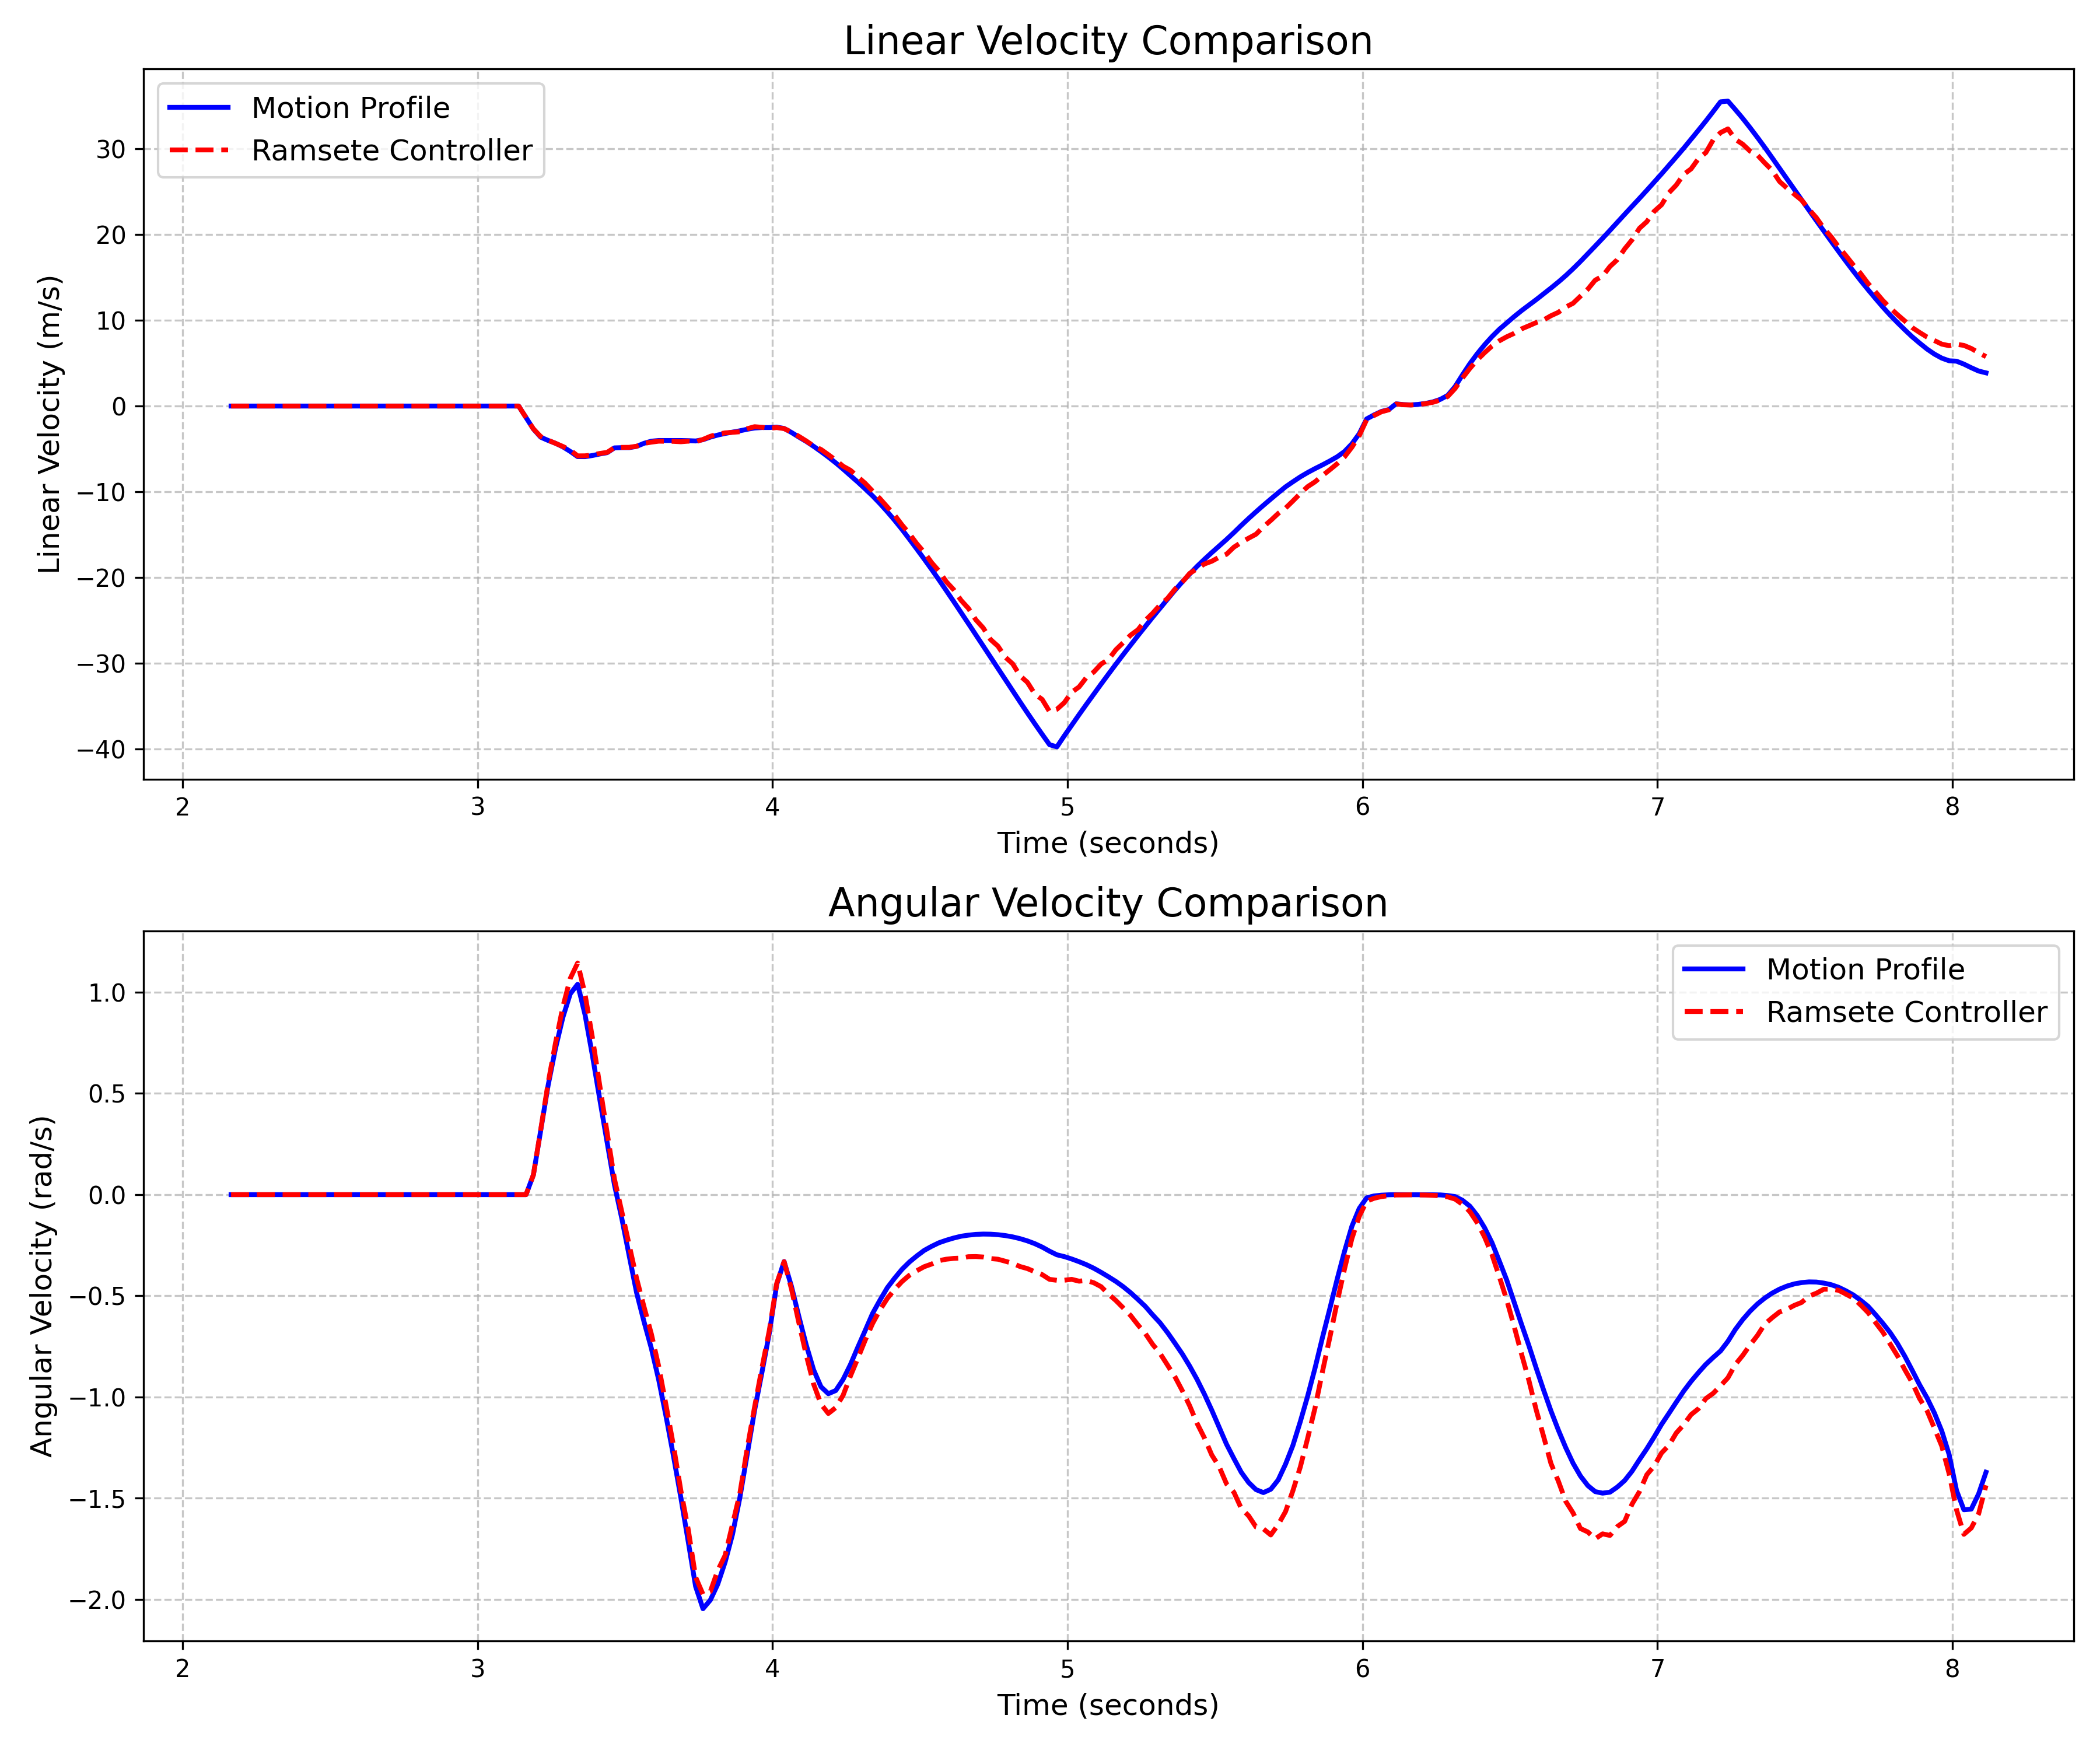 Linear Velocity Comparison
Motion Profile
Ramsete Controller
Linear Velocity (m/s)
30
20
10
0
−10
−20
−30
−40
2 3 4 5 6 7 8
Time (seconds)
Angular Velocity Comparison
Motion Profile
Ramsete Controller
Angular Velocity (rad/s)
1.0
0.5
0.0
−0.5
−1.0
−1.5
−2.0
2 3 4 5 6 7 8
Time (seconds)